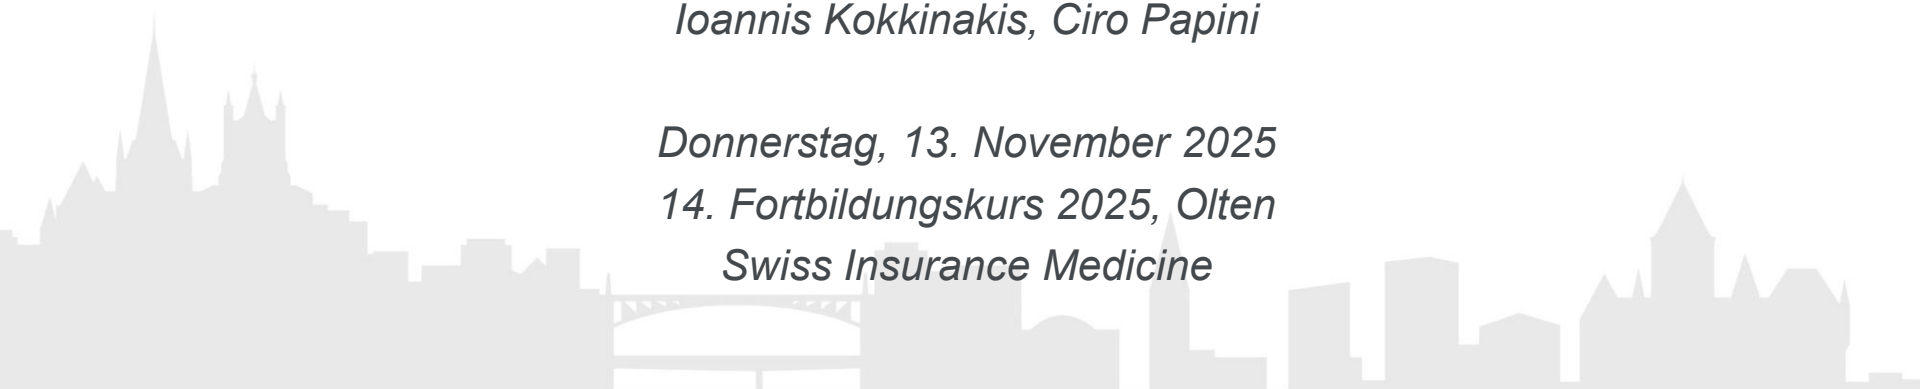 Ioannis Kokkinakis, Ciro Papini
Donnerstag, 13. November 2025
14. Fortbildungskurs 2025, Olten
Swiss Insurance Medicine